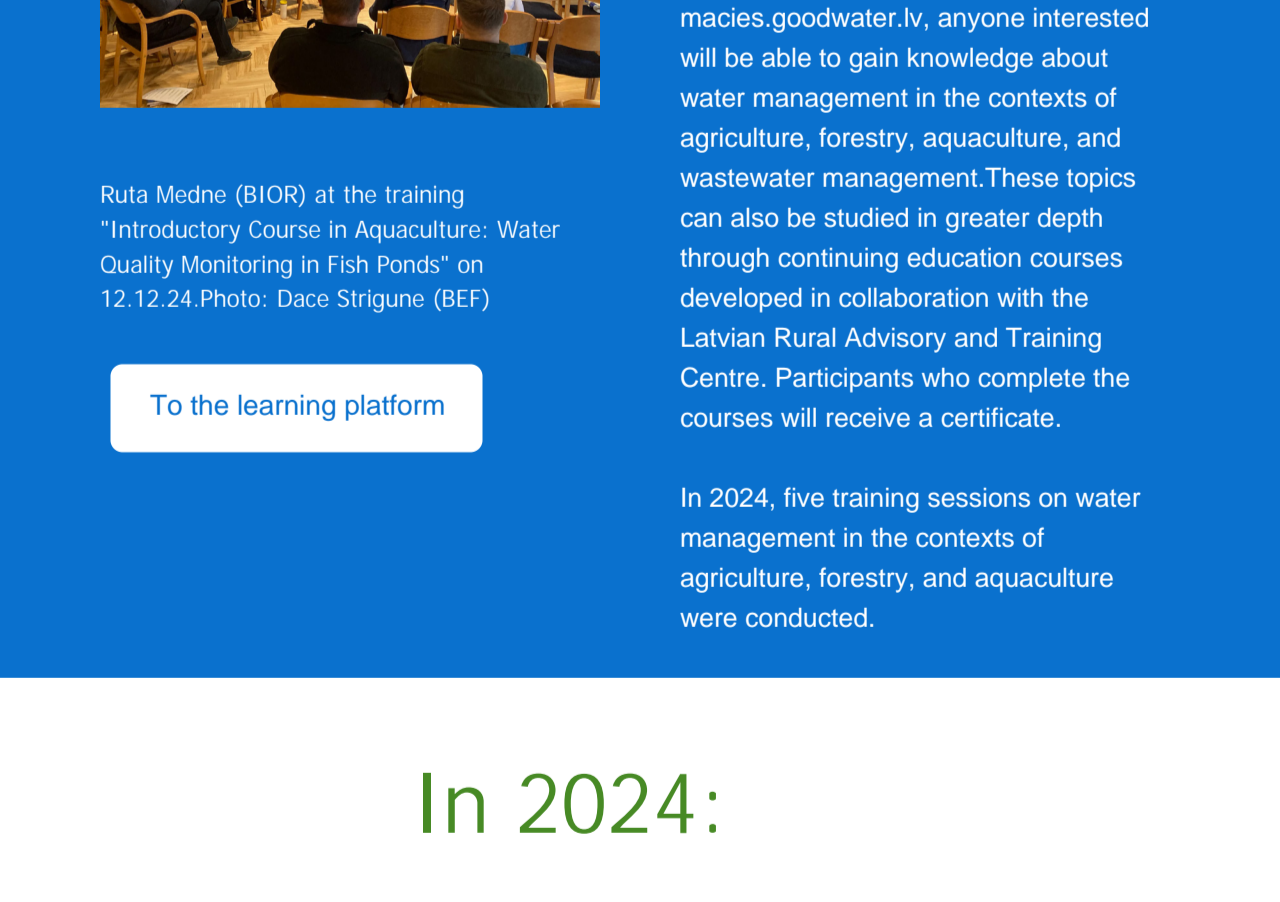 Ruta Medne (BIOR) at the training
"Introductory Course in Aquaculture: Water
Quality Monitoring in Fish Ponds" on
12.12.24.Photo: Dace Strigune (BEF)
To the learning platform
macies.goodwater.lv, anyone interested
will be able to gain knowledge about
water management in the contexts of
agriculture, forestry, aquaculture, and
wastewater management.These topics
can also be studied in greater depth
through continuing education courses
developed in collaboration with the
Latvian Rural Advisory and Training
Centre. Participants who complete the
courses will receive a certificate.
In 2024, five training sessions on water
management in the contexts of
agriculture, forestry, and aquaculture
were conducted.
In 2024: